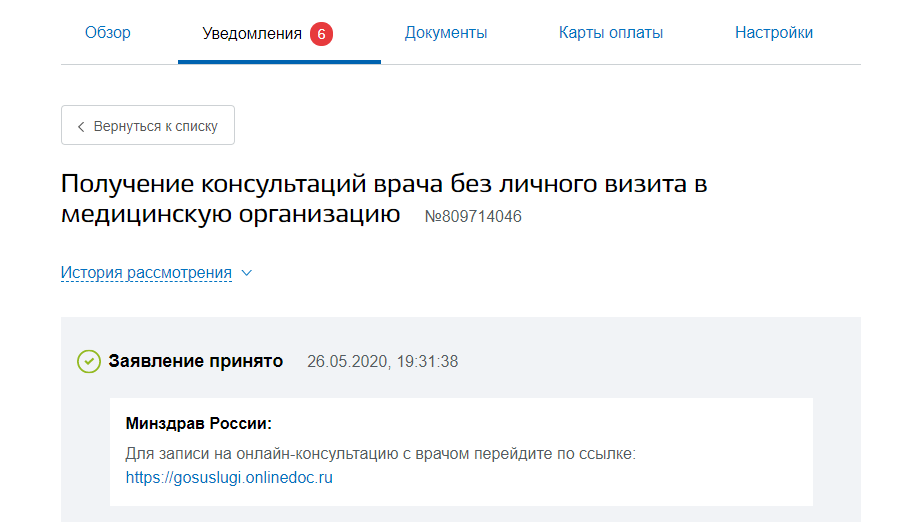 Обзор Уведомления 6 Документы Карты оплаты Настройки
Вернуться к списку
Получение консультаций врача без личного визита в
медицинскую организацию №809714046
История рассмотрения
Заявление принято 26.05.2020, 19:31:38
Минздрав России:
Для записи на онлайн-консультацию с врачом перейдите по ссылке:
https://gosuslugi.onlinedoc.ru